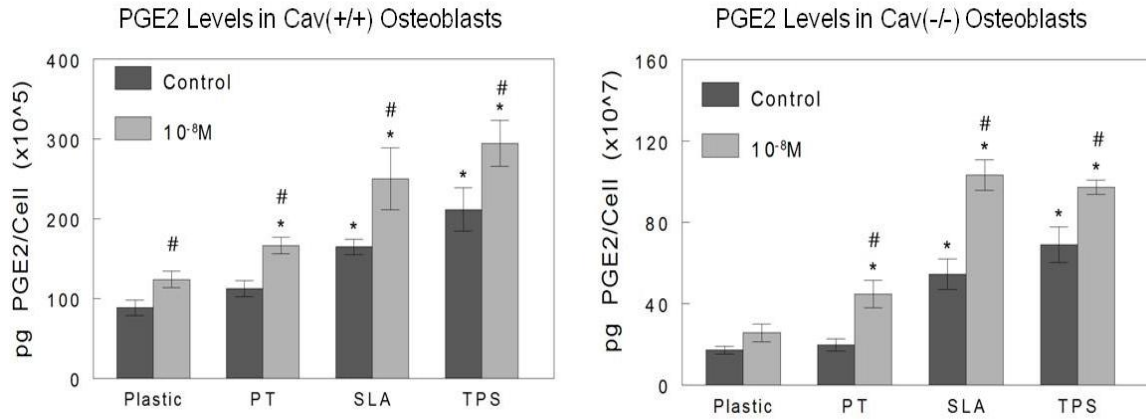 PGE2 Levels in Cav(+/+) Osteoblasts
pg PGE2/Cell (x10^5)
400
300
200
100
0
Control
10⁻⁸M
#
#
*
*
#
*
*
#
*
Plastic PT SLA TPS
PGE2 Levels in Cav(-/-) Osteoblasts
pg PGE2/Cell (x10^7)
160
120
80
40
0
Control
10⁻⁸M
#
*
*
#
*
*
#
*
Plastic PT SLA TPS